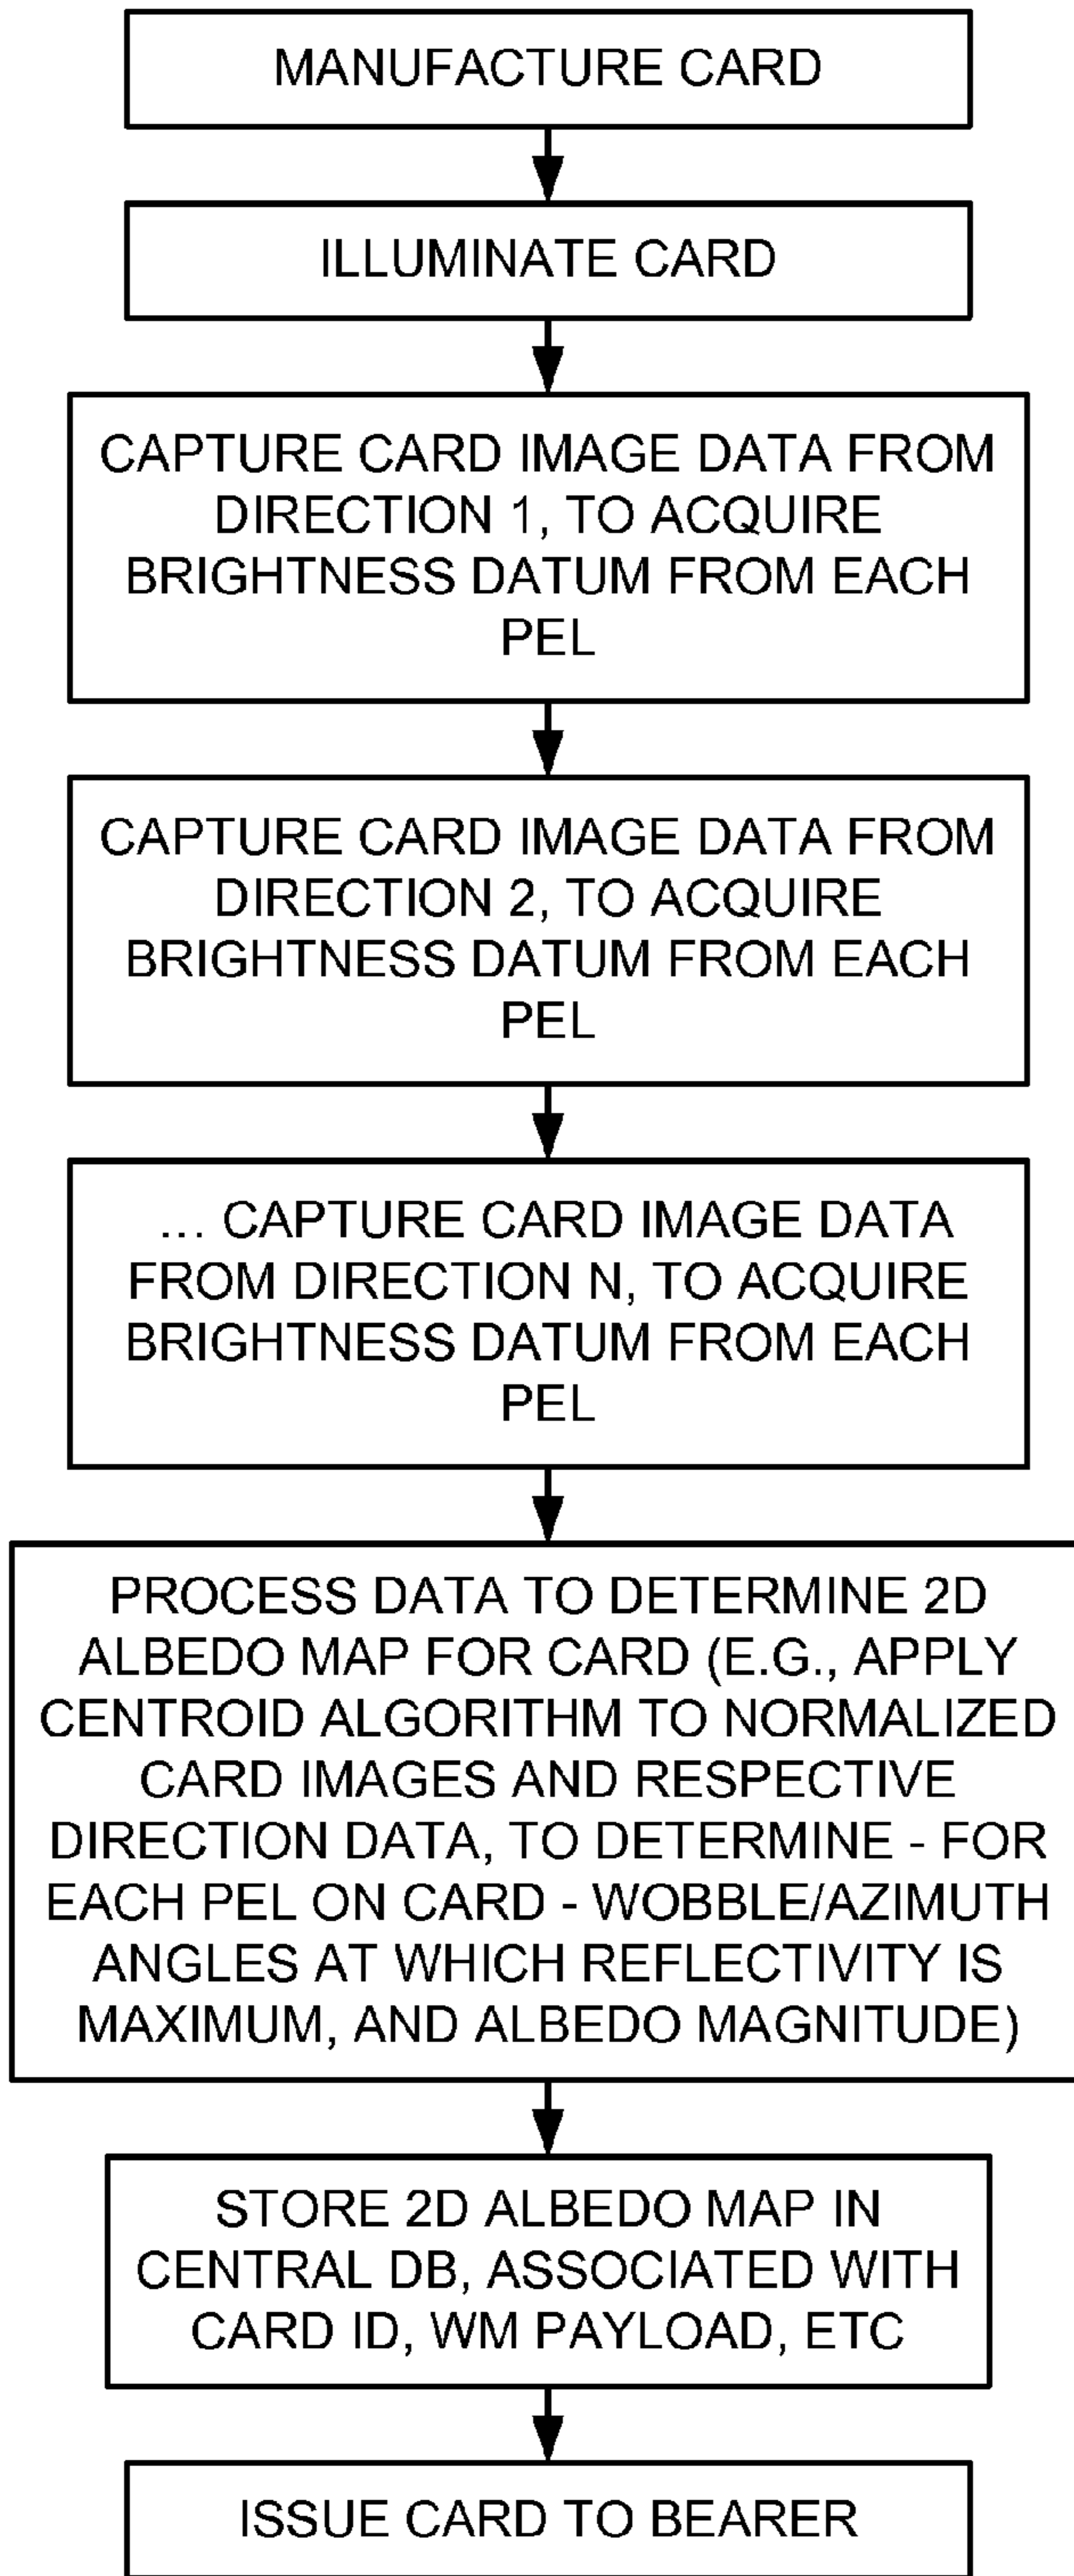 MANUFACTURE CARD
ILLUMINATE CARD
CAPTURE CARD IMAGE DATA FROM
DIRECTION 1, TO ACQUIRE
BRIGHTNESS DATUM FROM EACH
PEL
CAPTURE CARD IMAGE DATA FROM
DIRECTION 2, TO ACQUIRE
BRIGHTNESS DATUM FROM EACH
PEL
... CAPTURE CARD IMAGE DATA
FROM DIRECTION N, TO ACQUIRE
BRIGHTNESS DATUM FROM EACH
PEL
PROCESS DATA TO DETERMINE 2D
ALBEDO MAP FOR CARD (E.G., APPLY
CENTROID ALGORITHM TO NORMALIZED
CARD IMAGES AND RESPECTIVE
DIRECTION DATA, TO DETERMINE - FOR
EACH PEL ON CARD - WOBBLE/AZIMUTH
ANGLES AT WHICH REFLECTIVITY IS
MAXIMUM, AND ALBEDO MAGNITUDE)
STORE 2D ALBEDO MAP IN
CENTRAL DB, ASSOCIATED WITH
CARD ID, WM PAYLOAD, ETC
ISSUE CARD TO BEARER